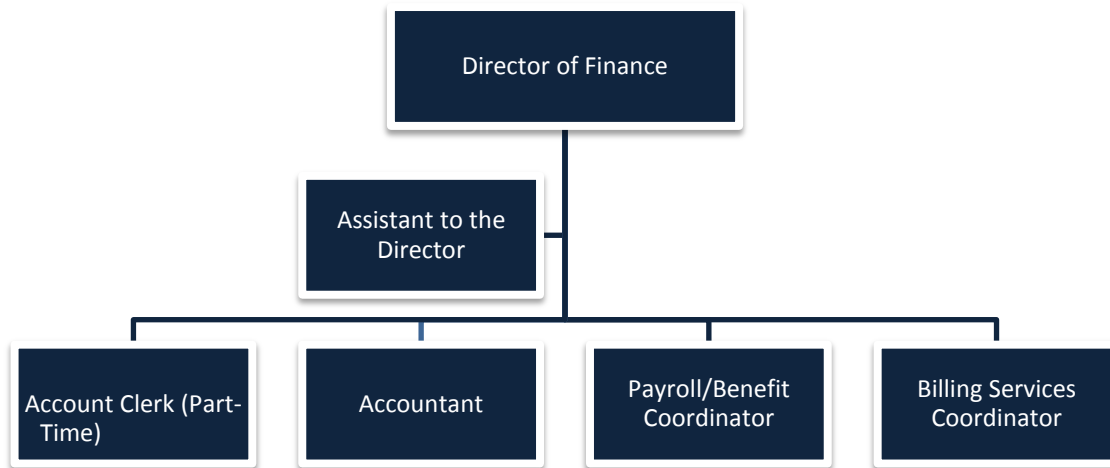 Director of Finance
Assistant to the
Director
Account Clerk (Part-
Time)
Accountant
Payroll/Benefit
Coordinator
Billing Services
Coordinator